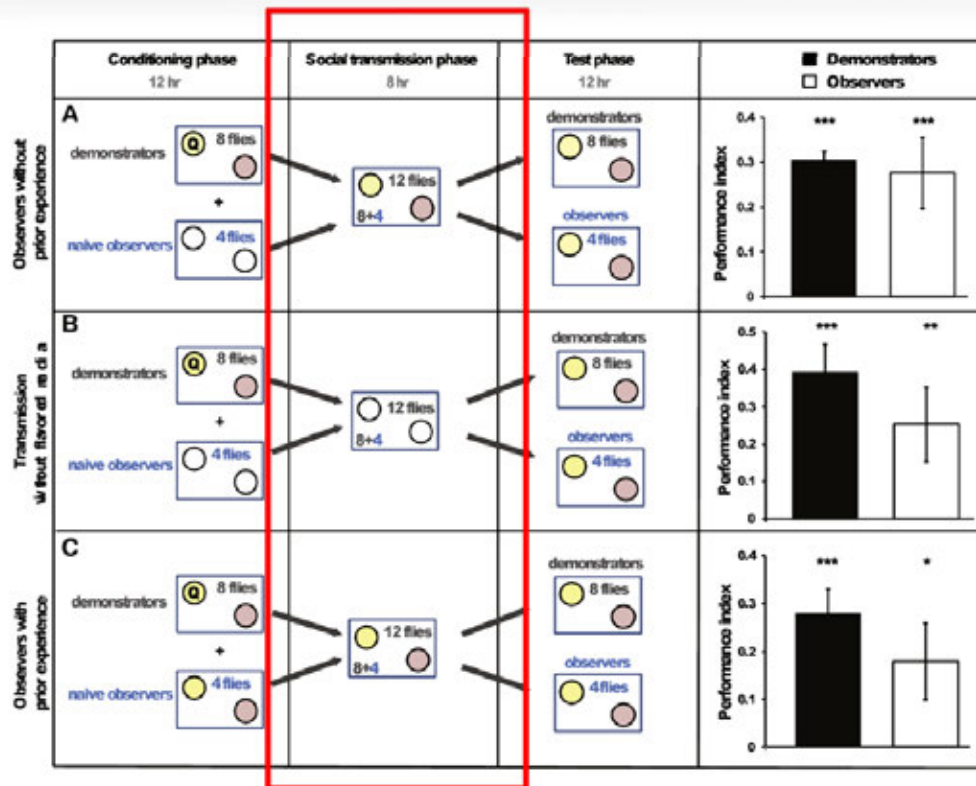 Conditioning phase
12 hr
Social transmission phase
8 hr
Test phase
12 hr
Demonstrators
Observers
Observers without
prior experience
A
demonstrators
Q
8 flies
+
naive observers
4 flies
12 flies
8+4
demonstrators
8 flies
observers
4 flies
Performance index
0.4
0.3
0.2
0.1
0
***
***
Transmission
without flavored media
B
demonstrators
Q
8 flies
+
naive observers
4 flies
12 flies
8+4
demonstrators
8 flies
observers
4 flies
Performance index
0.5
0.4
0.3
0.2
0.1
0
***
**
Observers with
prior experience
C
demonstrators
Q
8 flies
+
naive observers
4 flies
12 flies
8+4
demonstrators
8 flies
observers
4 flies
Performance index
0.4
0.3
0.2
0.1
0
***
*